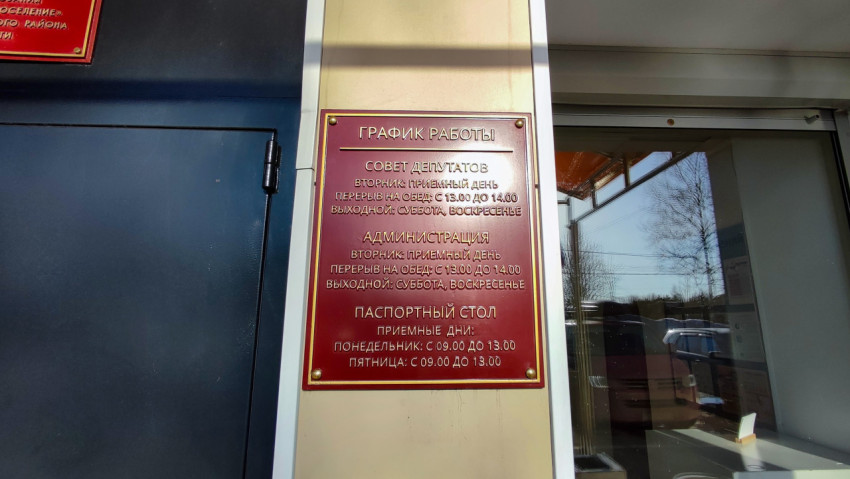 ПОСЕЛЕНИЕ»
РАЙОНА
ГРАФИК РАБОТЫ
СОВЕТ ДЕПУТАТОВ
ВТОРНИК: ПРИЕМНЫЙ ДЕНЬ
ПЕРЕРЫВ НА ОБЕД: С 13.00 ДО 14.00
ВЫХОДНОЙ: СУББОТА, ВОСКРЕСЕНЬЕ
АДМИНИСТРАЦИЯ
ВТОРНИК: ПРИЕМНЫЙ ДЕНЬ
ПЕРЕРЫВ НА ОБЕД: С 13.00 ДО 14.00
ВЫХОДНОЙ: СУББОТА, ВОСКРЕСЕНЬЕ
ПАСПОРТНЫЙ СТОЛ
ПРИЕМНЫЕ ДНИ:
ПОНЕДЕЛЬНИК: С 09.00 ДО 13.00
ПЯТНИЦА: С 09.00 ДО 13.00